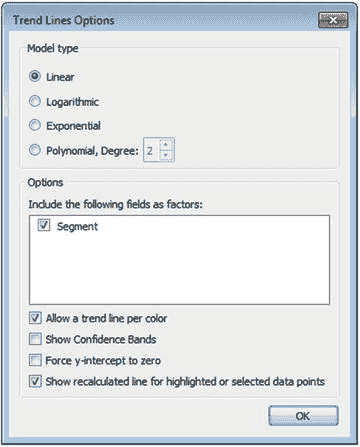 Trend Lines Options
Model type
Linear
Logarithmic
Exponential
Polynomial, Degree: 2
Options
Include the following fields as factors:
Segment
Allow a trend line per color
Show Confidence Bands
Force y-intercept to zero
Show recalculated line for highlighted or selected data points
OK